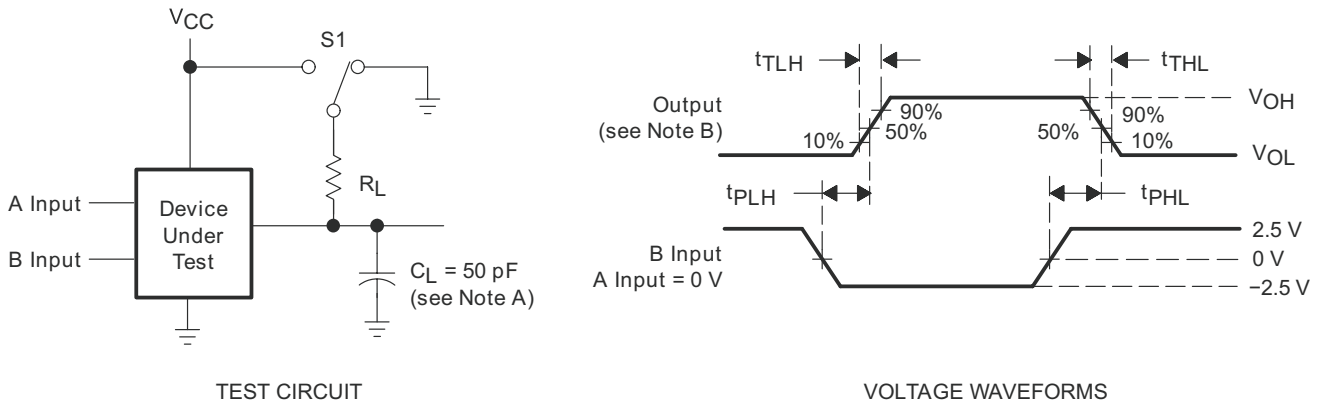 VCC
S1
RL
A Input
B Input
Device
Under
Test
CL = 50 pF
(see Note A)
TEST CIRCUIT
tTLH
tTHL
Output
(see Note B)
10%
50%
90%
50%
90%
10%
VOH
VOL
tPLH
tPHL
B Input
A Input = 0 V
2.5 V
0 V
−2.5 V
VOLTAGE WAVEFORMS